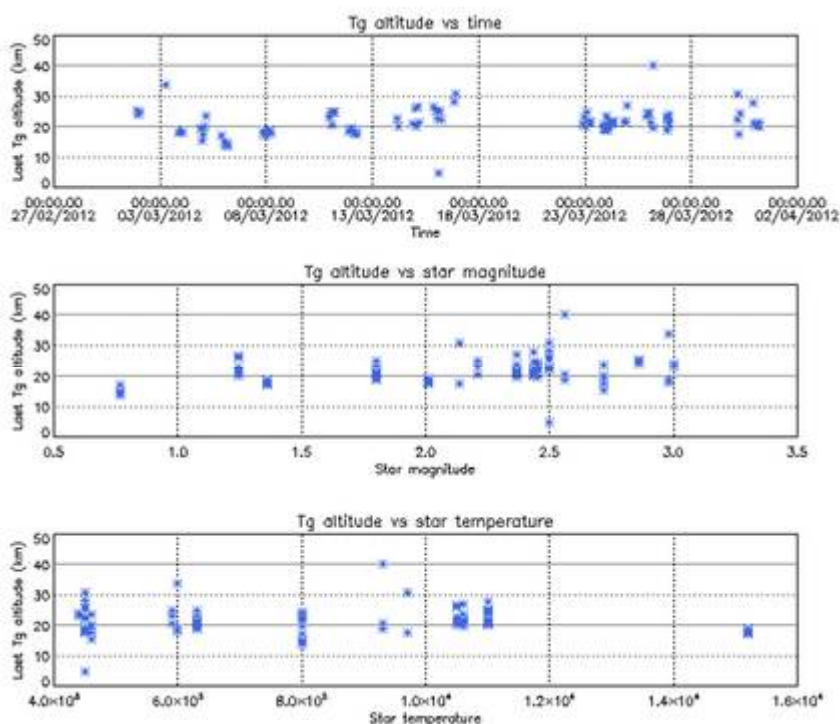 Tg altitude vs time
Last Tg altitude (km)
50
40
30
20
10
0
00:00.00 00:00.00 00:00.00 00:00.00 00:00.00 00:00.00 00:00.00 00:00.00
27/02/2012 03/03/2012 08/03/2012 13/03/2012 18/03/2012 23/03/2012 28/03/2012 02/04/2012
Time
Tg altitude vs star magnitude
Last Tg altitude (km)
50
40
30
20
10
0
0.5 1.0 1.5 2.0 2.5 3.0 3.5
Star magnitude
Tg altitude vs star temperature
Last Tg altitude (km)
50
40
30
20
10
0
4.0×10³ 6.0×10³ 8.0×10³ 1.0×10⁴ 1.2×10⁴ 1.4×10⁴ 1.6×10⁴
Star temperature